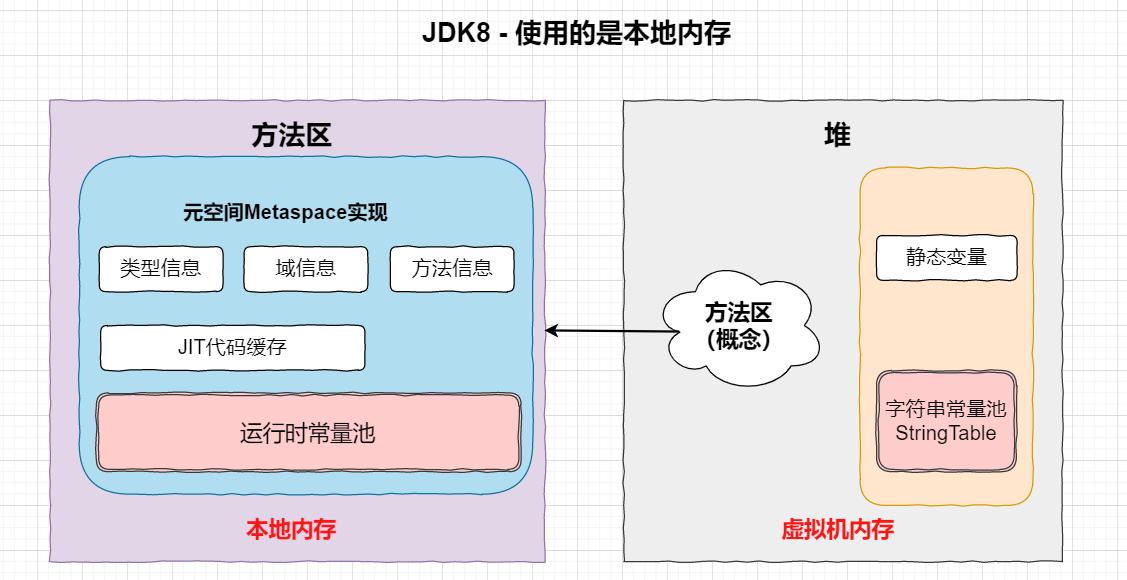 JDK8 - 使用的是本地内存
方法区
元空间Metaspace实现
类型信息
域信息
方法信息
JIT代码缓存
运行时常量池
本地内存
堆
方法区
（概念）
静态变量
字符串常量池
StringTable
虚拟机内存